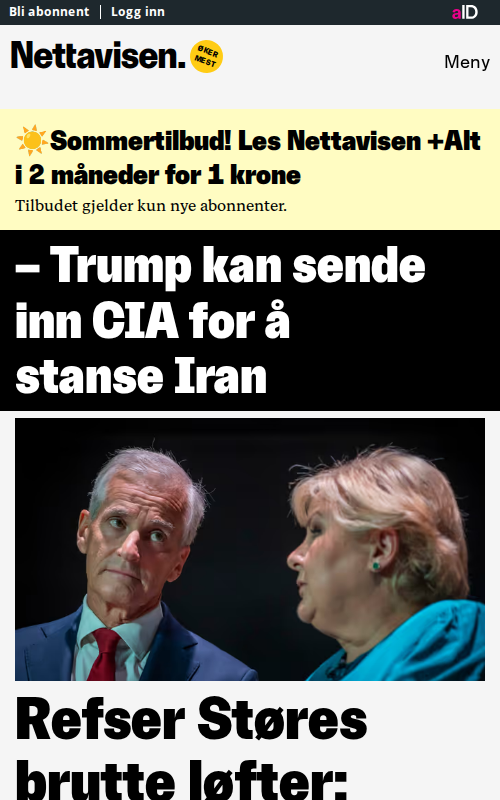 Bli abonnent | Logg inn
aID
Nettavisen.
ØKER
MEST
Meny
☀️Sommertilbud! Les Nettavisen +Alt
i 2 måneder for 1 krone
Tilbudet gjelder kun nye abonnenter.
– Trump kan sende
inn CIA for å
stanse Iran
Refser Støres
brutte løfter: